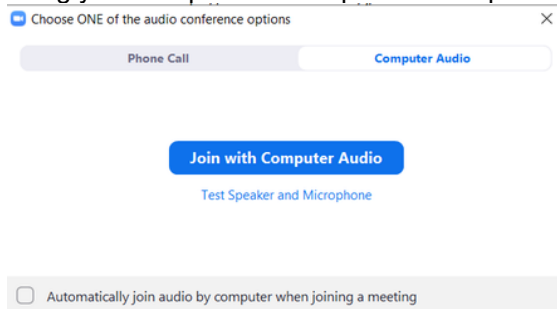 Choose ONE of the audio conference options
Phone Call Computer Audio
Join with Computer Audio
Test Speaker and Microphone
Automatically join audio by computer when joining a meeting